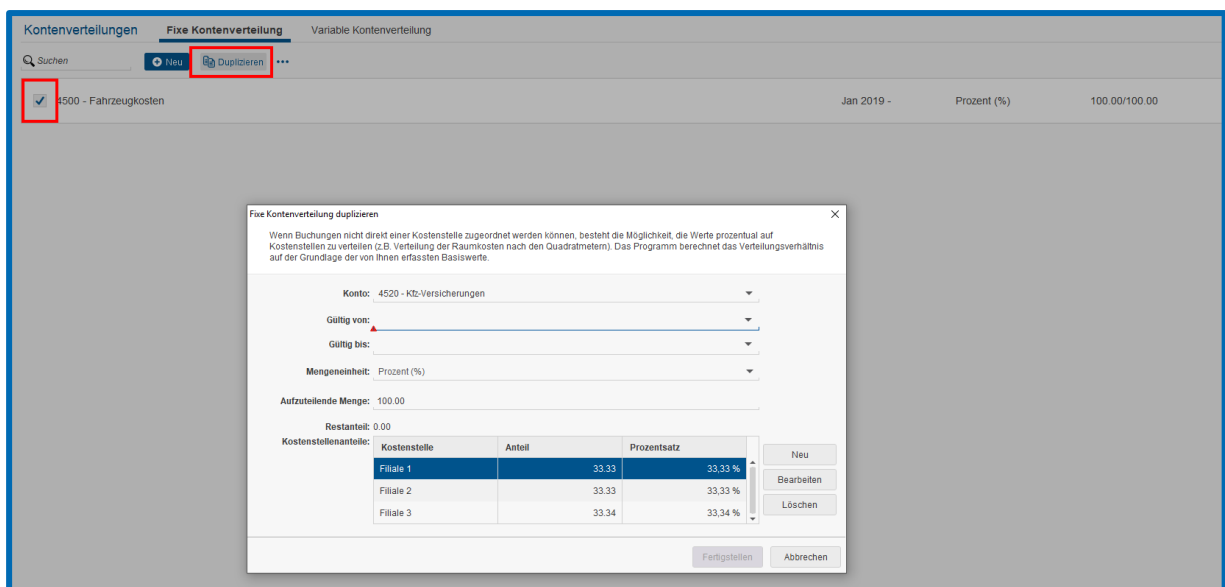 Kontenverteilungen Fixe Kontenverteilung Variable Kontenverteilung
Suchen Neu Duplizieren ...
4500 - Fahrzeugkosten Jan 2019 - Prozent (%) 100.00/100.00
Fixe Kontenverteilung duplizieren
Wenn Buchungen nicht direkt einer Kostenstelle zugeordnet werden können, besteht die Möglichkeit, die Werte prozentual auf
Kostenstellen zu verteilen (z.B. Verteilung der Raumkosten nach den Quadratmetern). Das Programm berechnet das Verteilungsverhältnis
auf der Grundlage der von Ihnen erfassten Basiswerte.
Konto: 4520 - Kfz-Versicherungen
Gültig von:
Gültig bis:
Mengeneinheit: Prozent (%)
Aufzuteilende Menge: 100.00
Restanteil: 0.00
Kostenstellenanteile:
Kostenstelle Anteil Prozentsatz
Filiale 1 33.33 33,33 %
Filiale 2 33.33 33,33 %
Filiale 3 33.34 33,34 %
Neu
Bearbeiten
Löschen
Fertigstellen Abbrechen